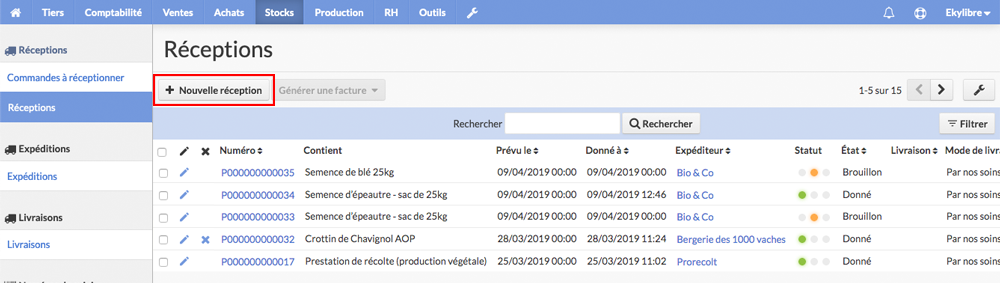 Tiers Comptabilité Ventes Achats Stocks Production RH Outils Ekylibre
Réceptions
Commandes à réceptionner
Réceptions
Expéditions
Expéditions
Livraisons
Livraisons
Réceptions
Nouvelle réception Générer une facture 1-5 sur 15
Rechercher Rechercher Filtrer
Numéro Contient Prévu le Donné à Expéditeur Statut État Livraison Mode de livra
P000000000035 Semence de blé 25kg 09/04/2019 00:00 09/04/2019 00:00 Bio & Co Brouillon Par nos soins
P000000000034 Semence d'épeautre - sac de 25kg 09/04/2019 00:00 09/04/2019 12:46 Bio & Co Donné Par nos soins
P000000000033 Semence d'épeautre - sac de 25kg 09/04/2019 00:00 09/04/2019 00:00 Bio & Co Brouillon Par nos soins
P000000000032 Crottin de Chavignol AOP 28/03/2019 00:00 28/03/2019 11:24 Bergerie des 1000 vaches Donné Par nos soins
P000000000017 Prestation de récolte (production végétale) 25/03/2019 00:00 25/03/2019 11:02 Prorecolt Donné Par nos soins